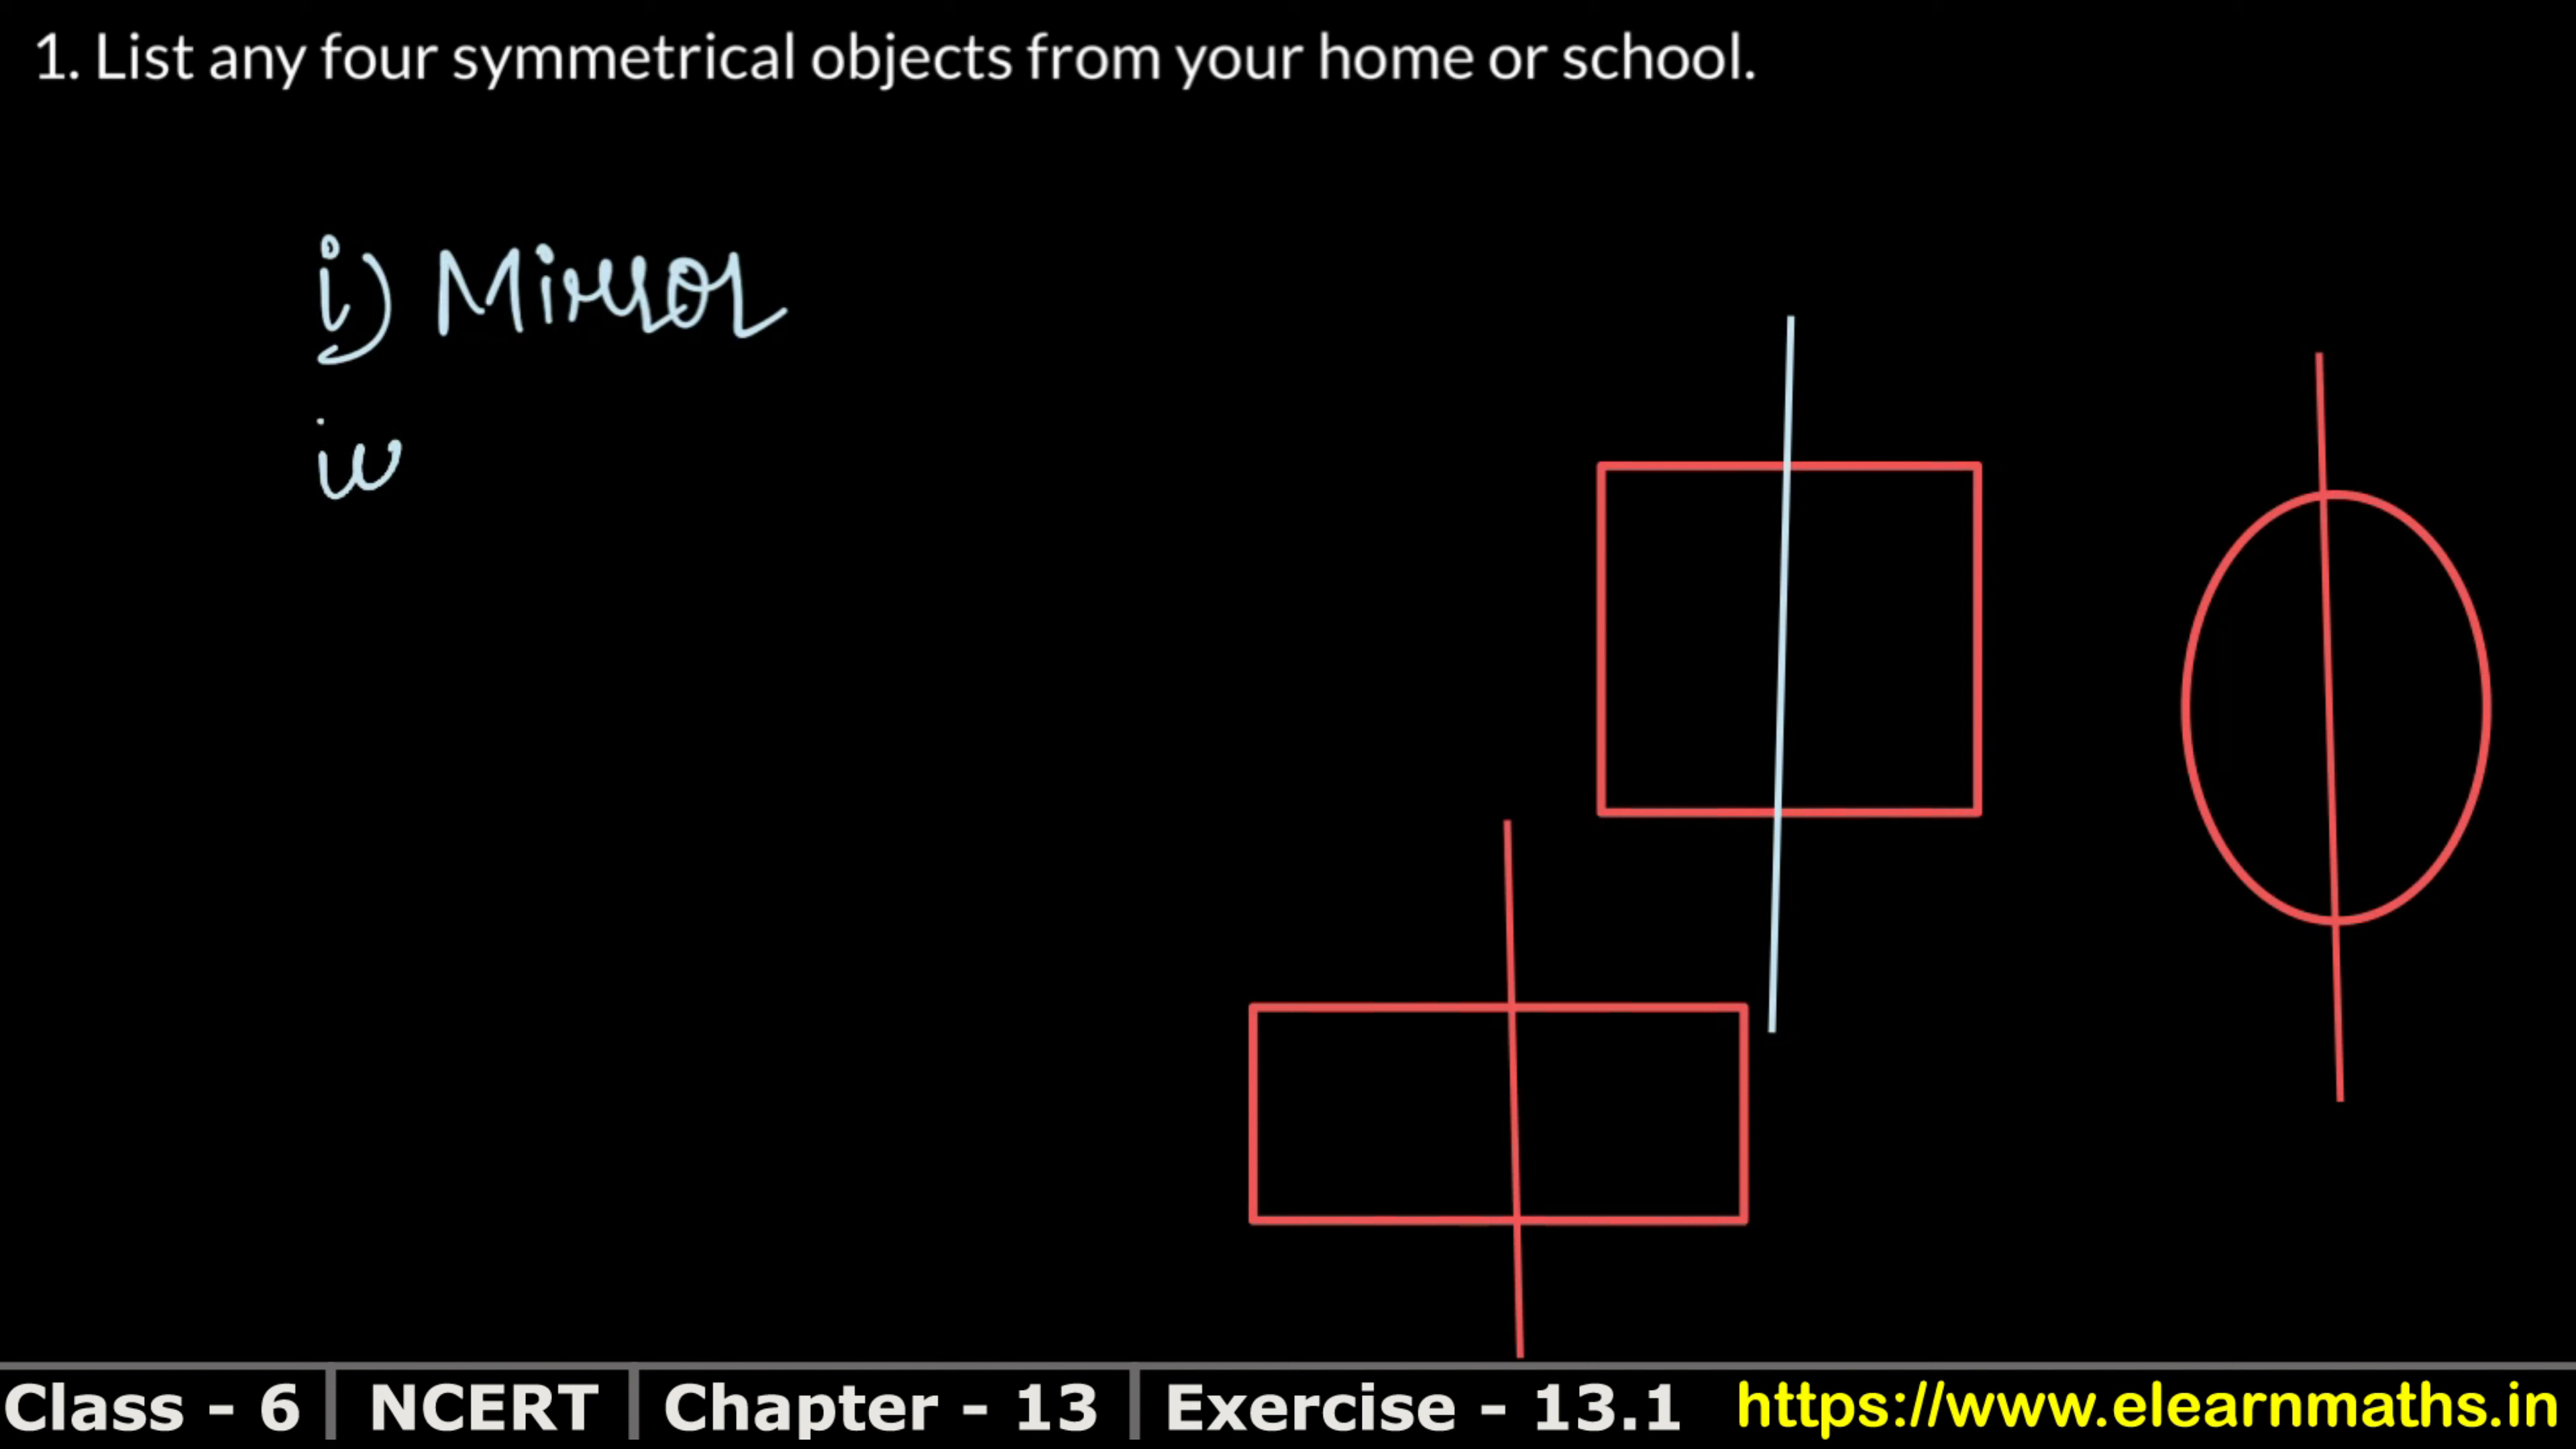 1. List any four symmetrical objects from your home or school.
i) Mirror
Class - 6 | NCERT | Chapter - 13 | Exercise - 13.1 https://www.elearnmaths.in